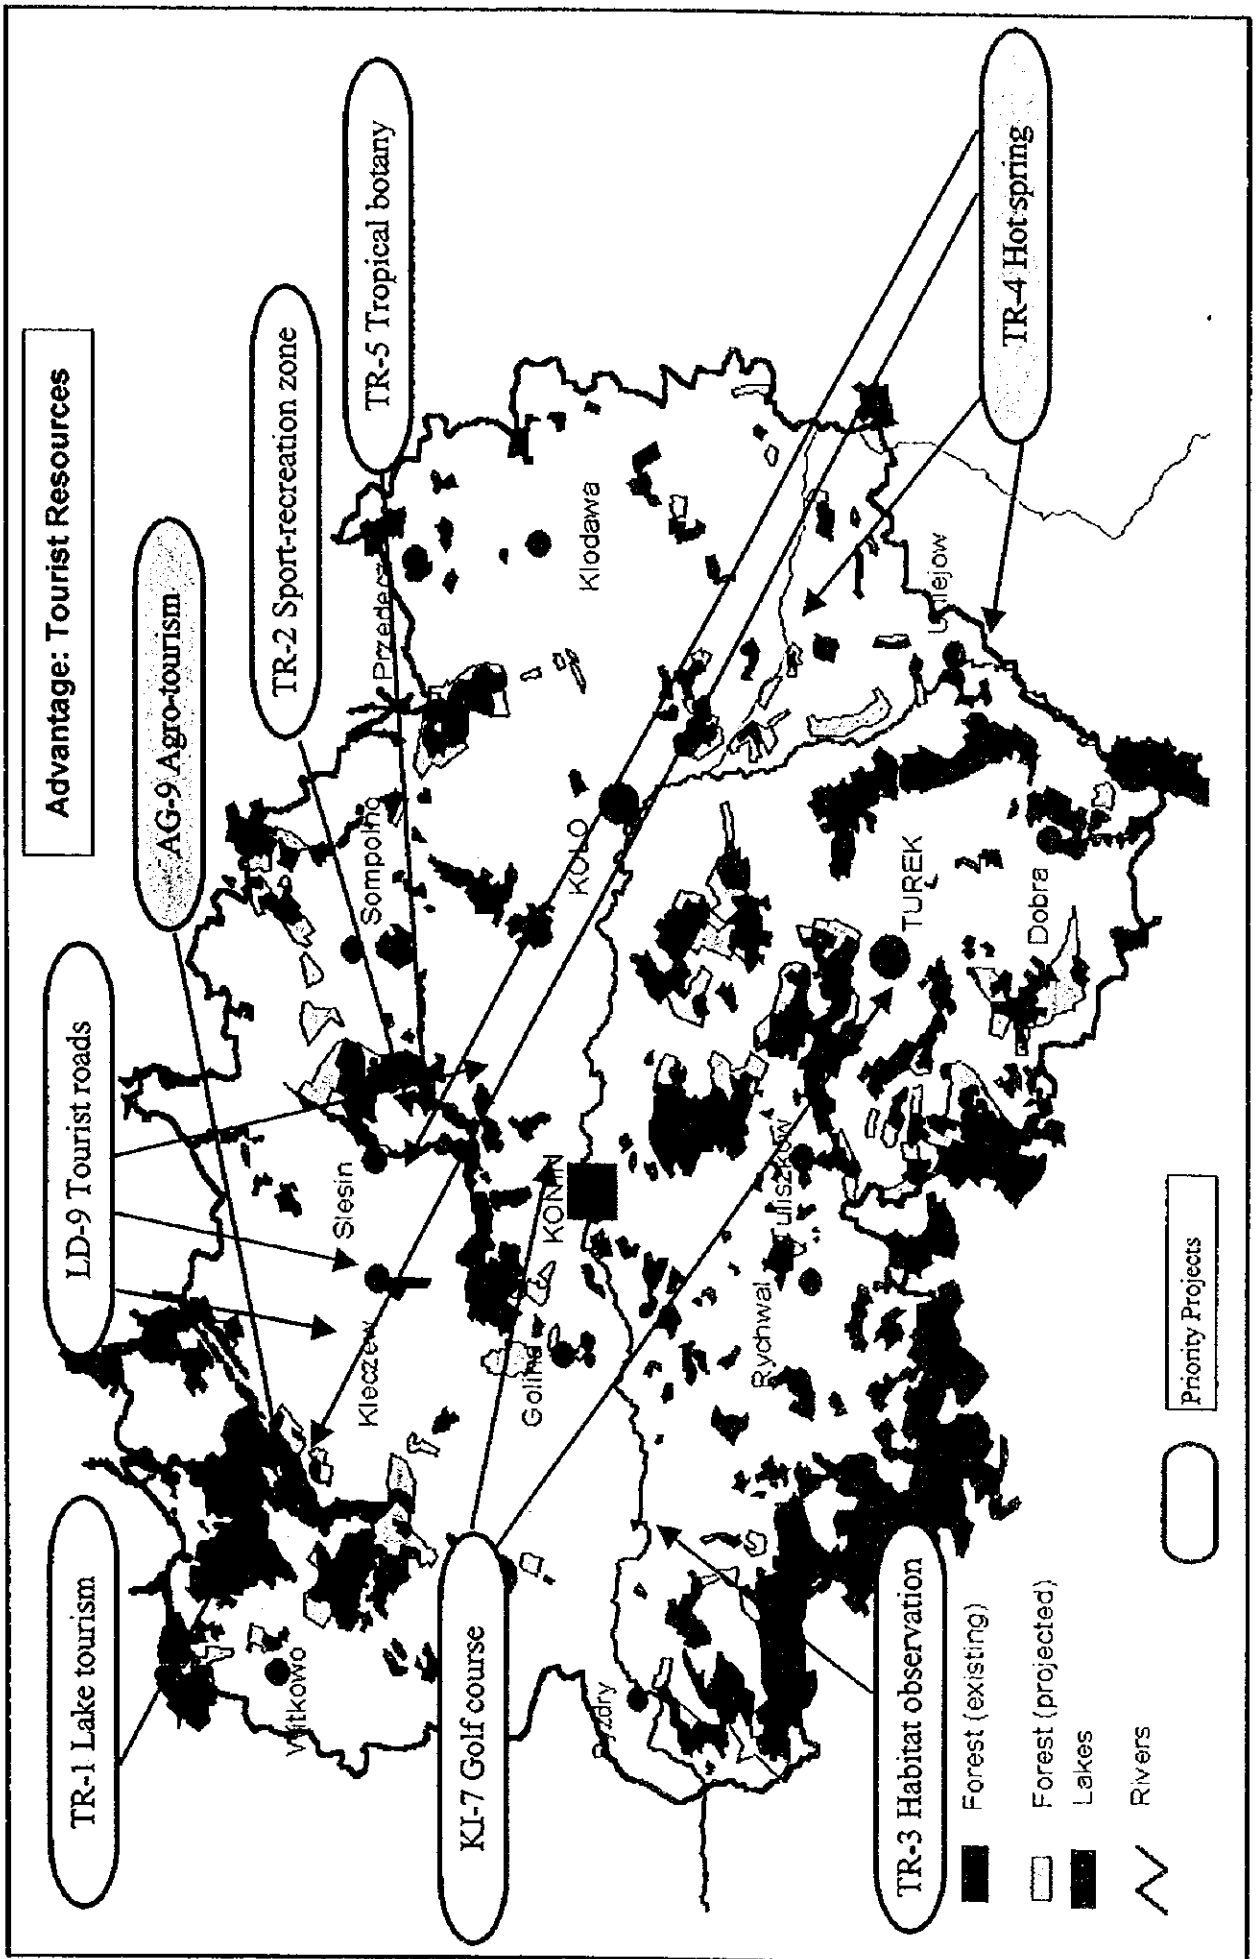 Advantage: Tourist Resources
TR-1 Lake tourism
LD-9 Tourist roads
AG-9 Agro-tourism
TR-2 Sport-recreation zone
TR-5 Tropical botany
KI-7 Golf course
TR-3 Habitat observation
TR-4 Hot spring
Witkowo
Kleczew
Slesin
Sompolno
Przedecz
Klodawa
Golina
KONIN
KOLO
Rychwal
Tuliszkow
TUREK
Dobra
Forest (existing)
Forest (projected)
Lakes
Rivers
Priority Projects